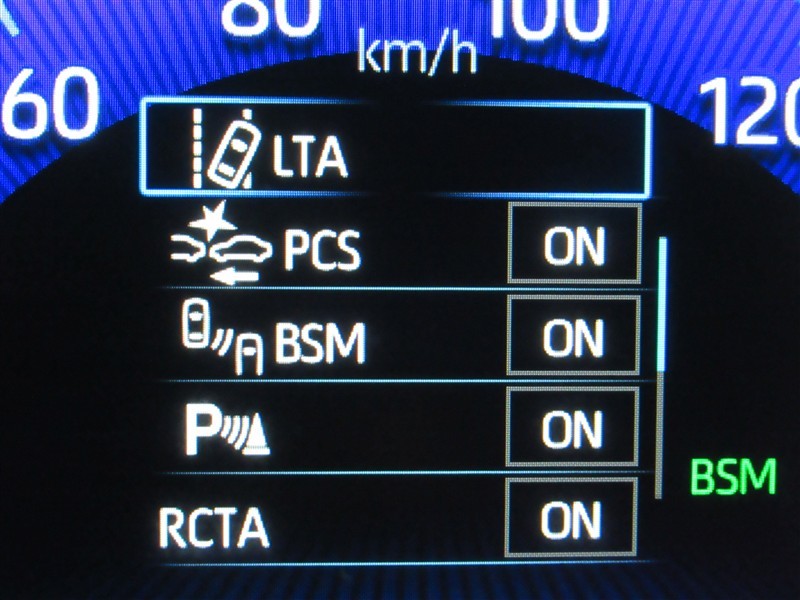 80 100
km/h
60 120
LTA
PCS ON
BSM ON
P ON
BSM
RCTA ON